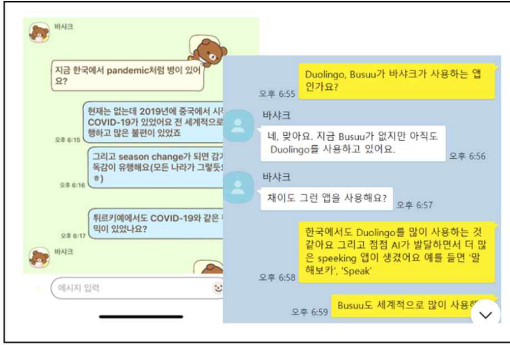 바샤크
지금 한국에서 pandemic처럼 병이 있어
요?
현재는 없는데 2019년에 중국에서 시작
COVID-19가 있었어요 전 세계적으로
행하고 많은 불편이 있었죠
오후 6:15
그리고 season change가 되면 감기
독감이 유행해요(모든 나라가 그렇듯
ㅎ)
오후 6:16
튀르키예에서도 COVID-19와 같은
믹이 있었나요?
오후 6:17
바샤크
메시지 입력
Duolingo, Busuu가 바샤크가 사용하는 앱
인가요?
오후 6:55
바샤크
네, 맞아요. 지금 Busuu가 없지만 아직도
Duolingo를 사용하고 있어요.
오후 6:56
바샤크
채이도 그런 앱을 사용해요?
오후 6:57
한국에서도 Duolingo를 많이 사용하는 것
같아요 그리고 점점 AI가 발달하면서 더 많
은 speeking 앱이 생겼어요 예를 들면 '말
해보카', 'Speak'
오후 6:58
Busuu도 세계적으로 많이 사용
오후 6:59